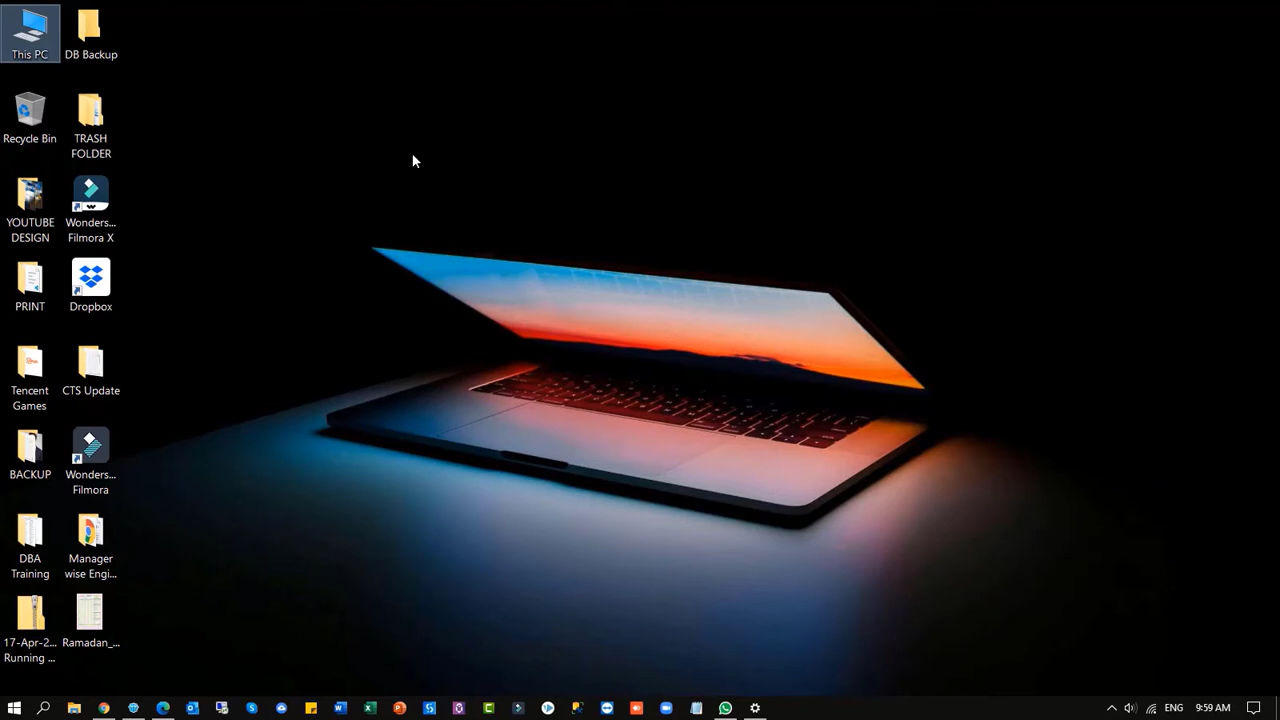 This PC
DB Backup
Recycle Bin
TRASH
FOLDER
YOUTUBE
DESIGN
Wonders...
Filmora X
PRINT
Dropbox
Tencent
Games
CTS Update
BACKUP
Wonders...
Filmora
DBA
Training
Manager
wise Engi...
17-Apr-2...
Running ...
Ramadan_...
ENG
9:59 AM